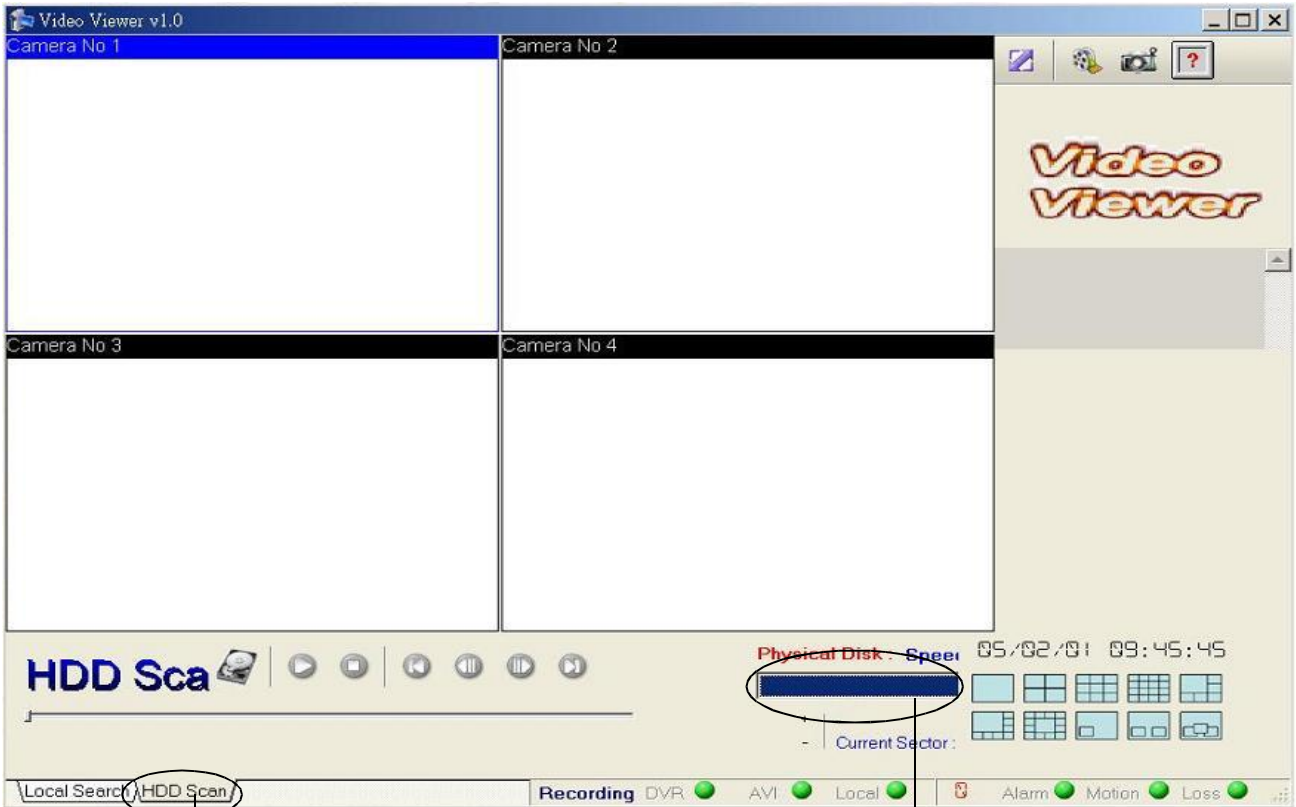 Video Viewer v1.0
Camera No 1
Camera No 2
?
Video
Viewer
Camera No 3
Camera No 4
HDD Sca
Physical Disk : Speed
05/02/01 09:45:45
+
- Current Sector :
Local Search HDD Scan
Recording DVR AVI Local 0 Alarm Motion Loss